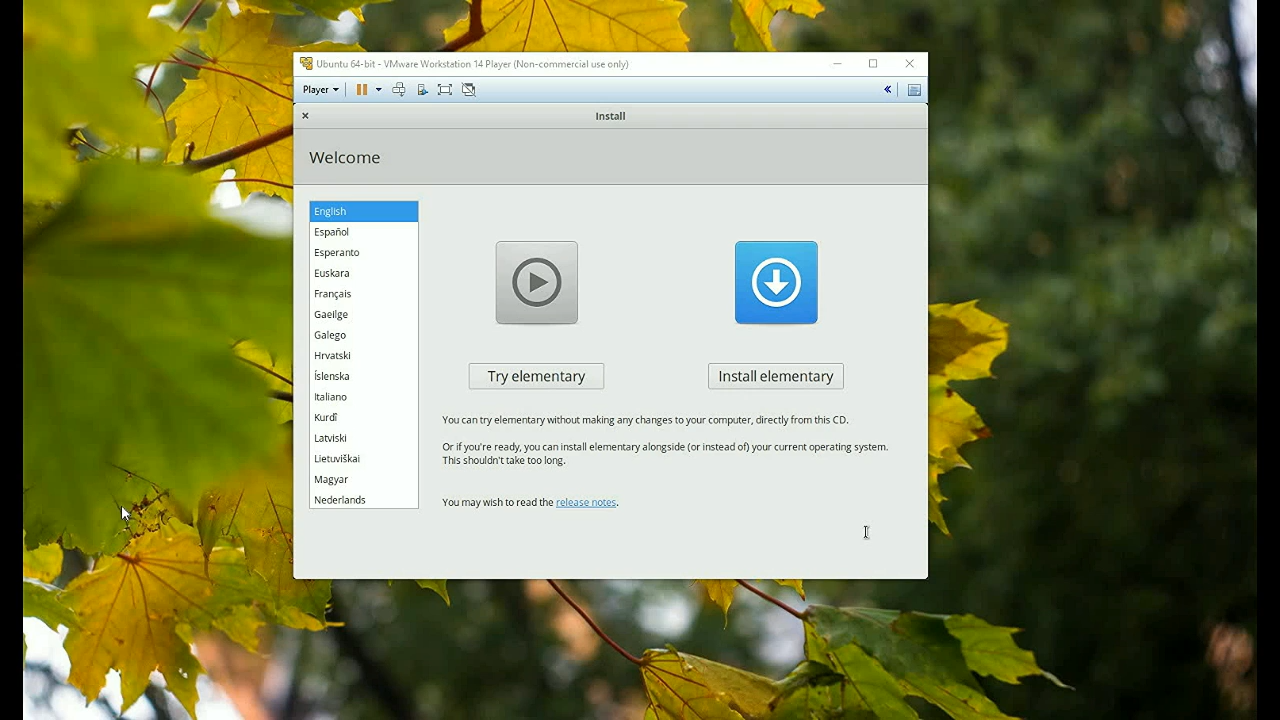 Ubuntu 64-bit - VMware Workstation 14 Player (Non-commercial use only)
Player
Install
Welcome
English
Español
Esperanto
Euskara
Français
Gaeilge
Galego
Hrvatski
Íslenska
Italiano
Kurdî
Latviski
Lietuviškai
Magyar
Nederlands
Try elementary
Install elementary
You can try elementary without making any changes to your computer, directly from this CD.
Or if you're ready, you can install elementary alongside (or instead of) your current operating system.
This shouldn't take too long.
You may wish to read the release notes.